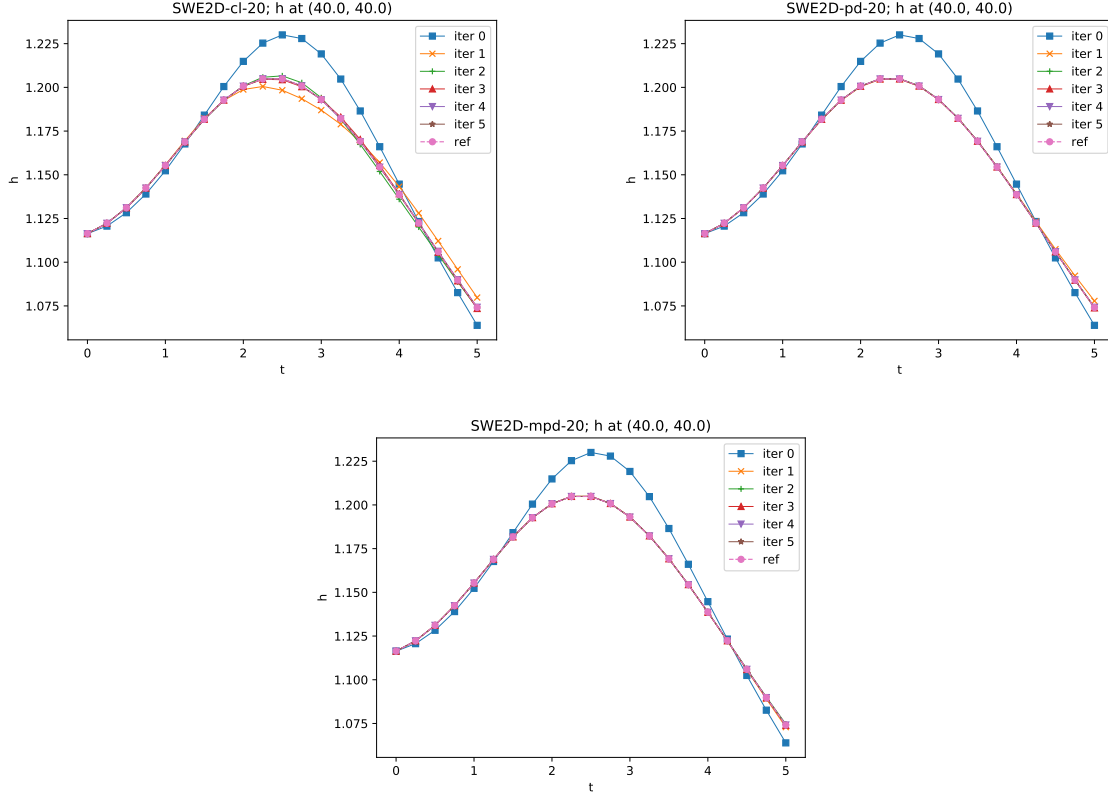 SWE2D-cl-20; h at (40.0, 40.0)
1.225
1.200
1.175
1.150
1.125
1.100
1.075
h
0 1 2 3 4 5
t
iter 0
iter 1
iter 2
iter 3
iter 4
iter 5
ref
SWE2D-pd-20; h at (40.0, 40.0)
1.225
1.200
1.175
1.150
1.125
1.100
1.075
h
0 1 2 3 4 5
t
iter 0
iter 1
iter 2
iter 3
iter 4
iter 5
ref
SWE2D-mpd-20; h at (40.0, 40.0)
1.225
1.200
1.175
1.150
1.125
1.100
1.075
h
0 1 2 3 4 5
t
iter 0
iter 1
iter 2
iter 3
iter 4
iter 5
ref